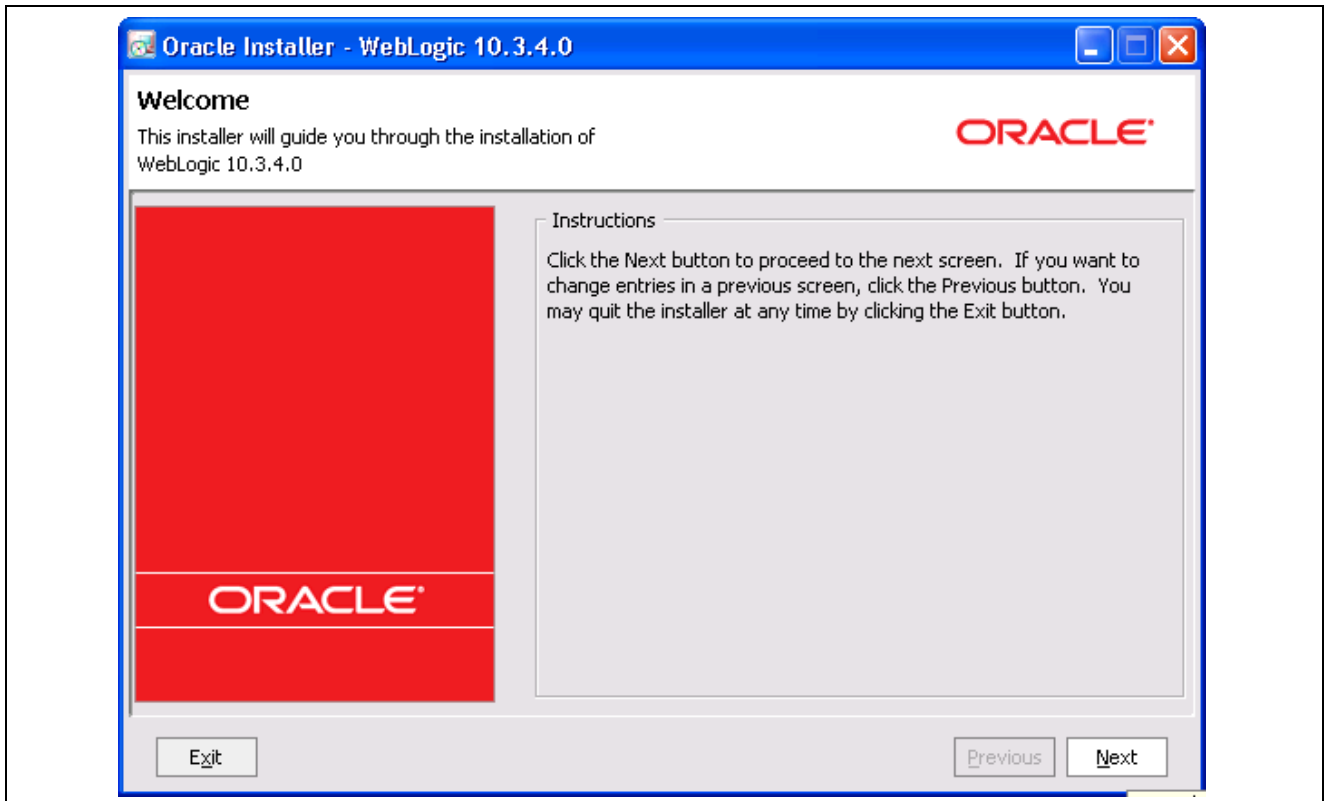 Oracle Installer - WebLogic 10.3.4.0
Welcome
This installer will guide you through the installation of
WebLogic 10.3.4.0
ORACLE
Instructions
Click the Next button to proceed to the next screen.  If you want to
change entries in a previous screen, click the Previous button.  You
may quit the installer at any time by clicking the Exit button.
ORACLE
Exit
Previous
Next